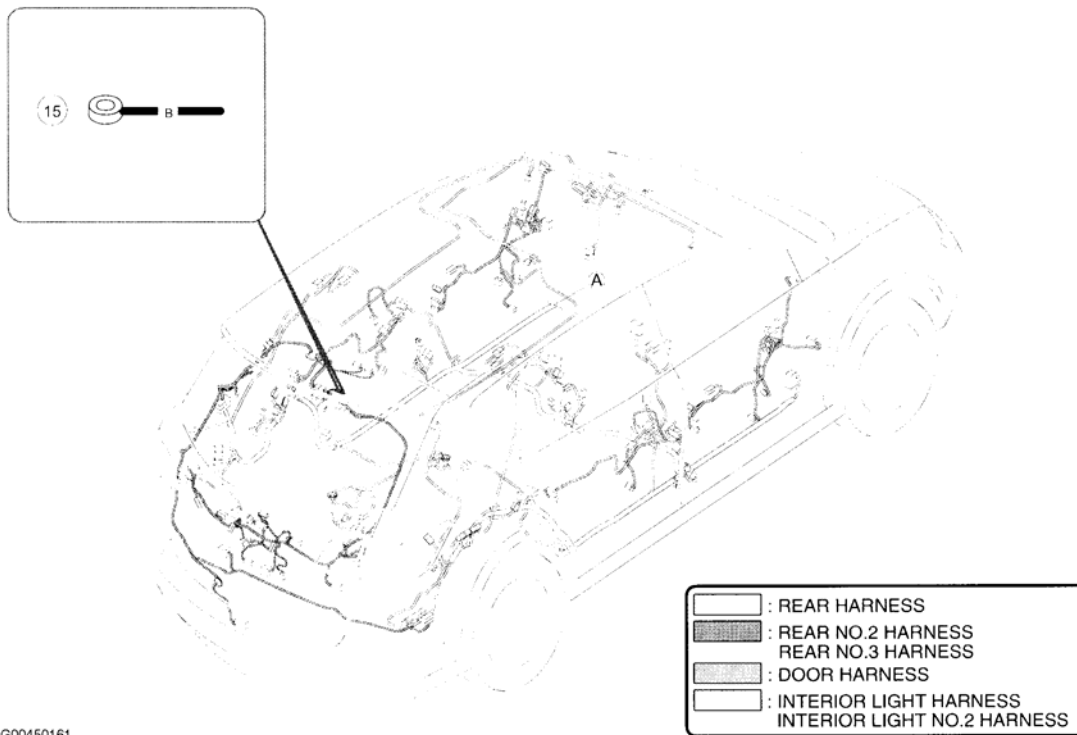 15
B
A
: REAR HARNESS
: REAR NO.2 HARNESS
REAR NO.3 HARNESS
: DOOR HARNESS
: INTERIOR LIGHT HARNESS
INTERIOR LIGHT NO.2 HARNESS
G00450161